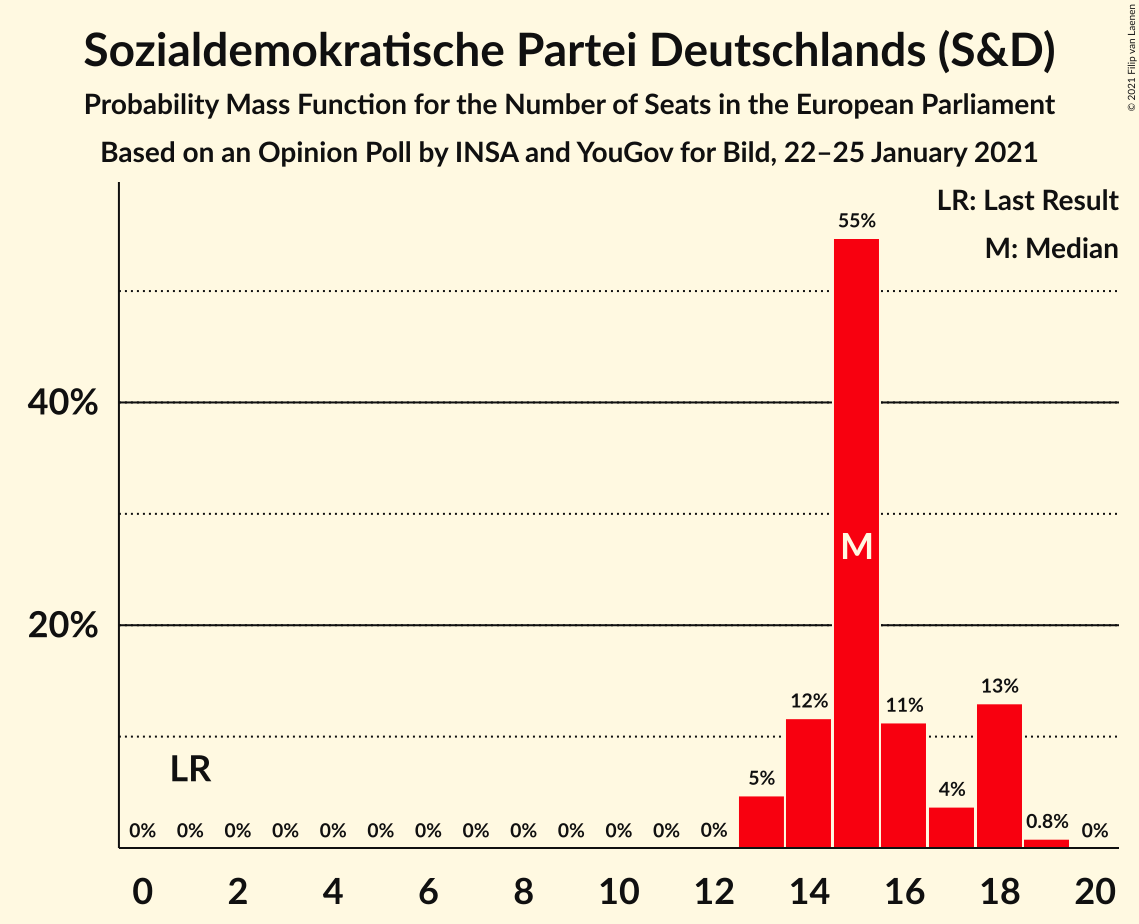 © 2021 Filip van Laenen
Sozialdemokratische Partei Deutschlands (S&D)
Probability Mass Function for the Number of Seats in the European Parliament
Based on an Opinion Poll by INSA and YouGov for Bild, 22–25 January 2021
LR: Last Result
M: Median
55%
40%
M
20%
13%
12%
11%
LR
5%
4%
0.8%
0% 0% 0% 0% 0% 0% 0% 0% 0% 0% 0% 0% 0% 0%
0 2 4 6 8 10 12 14 16 18 20